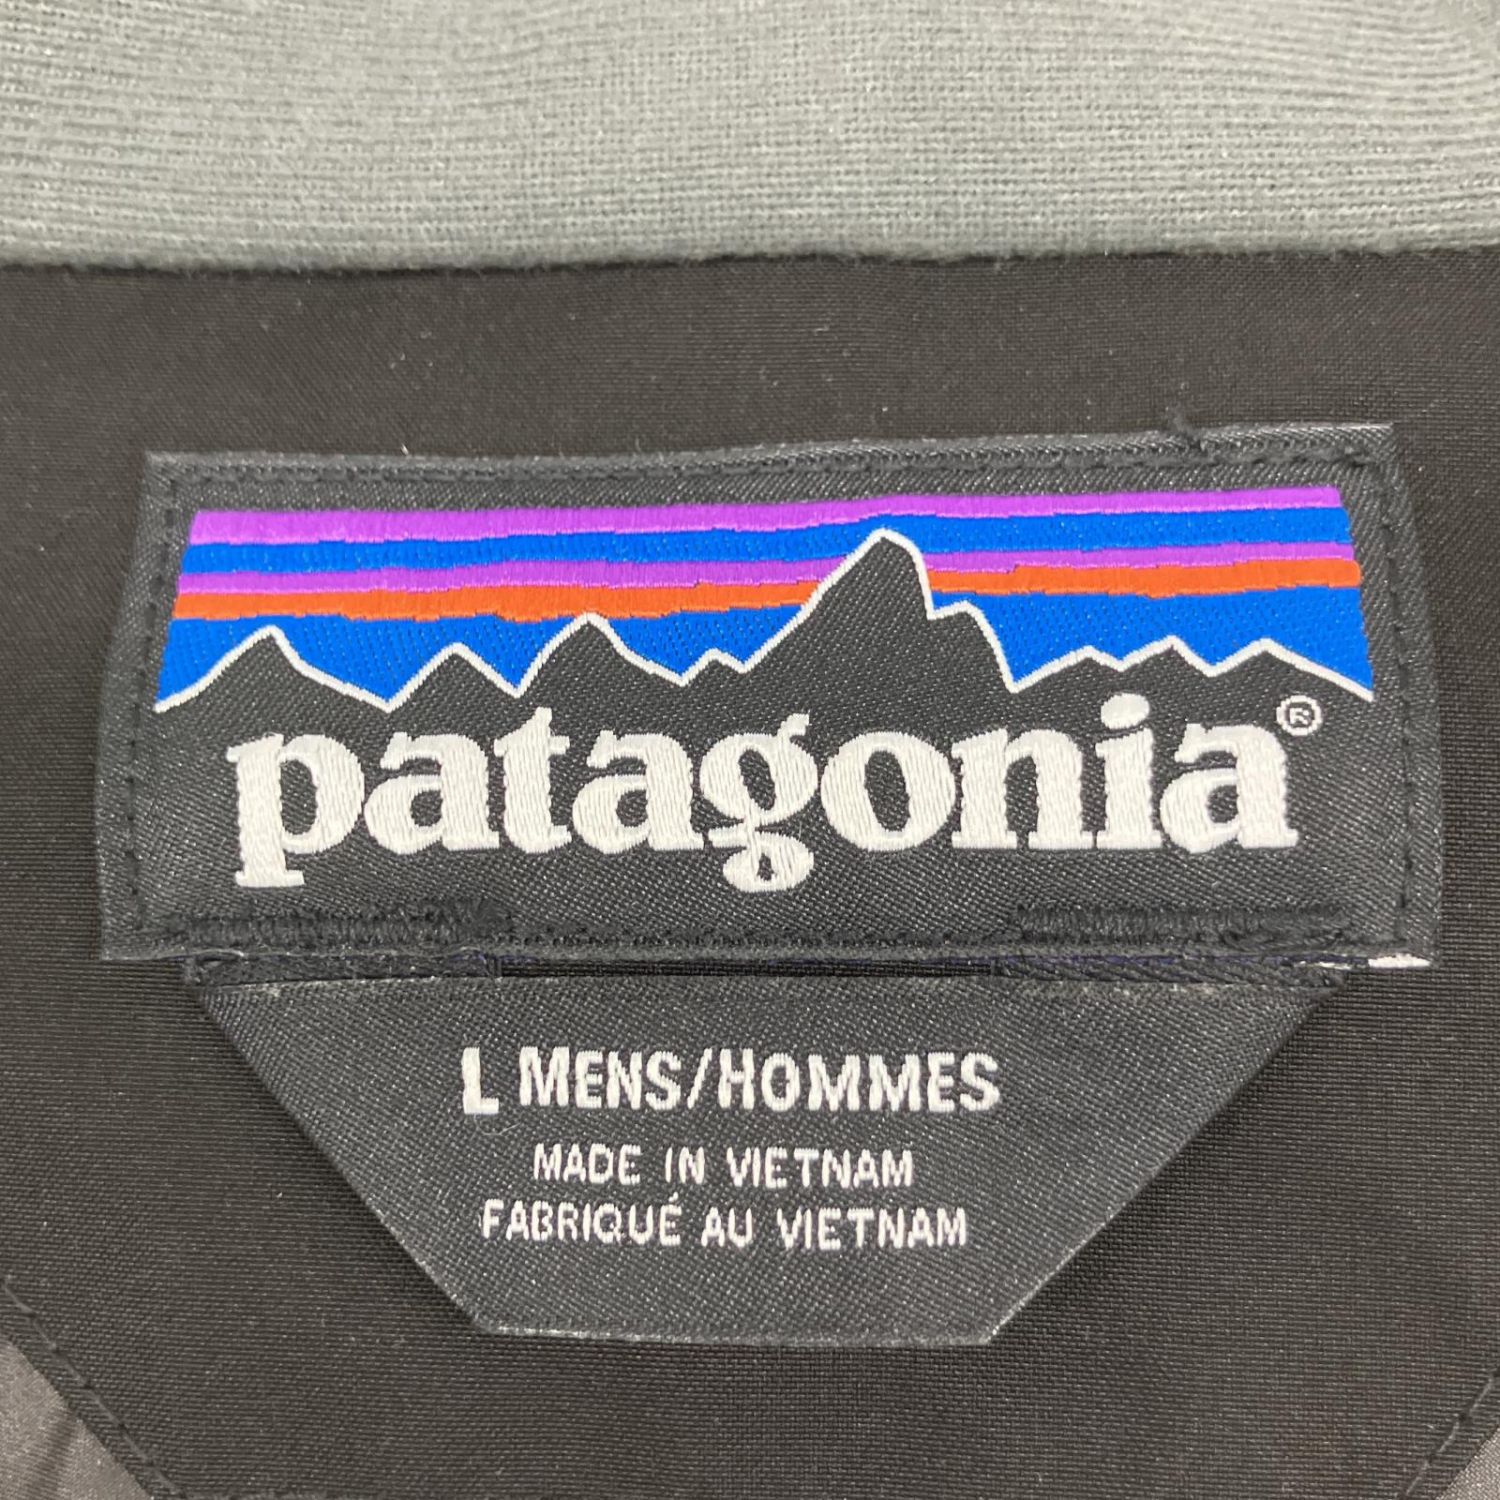 patagonia®
L MENS/HOMMES
MADE IN VIETNAM
FABRIQUÉ AU VIETNAM